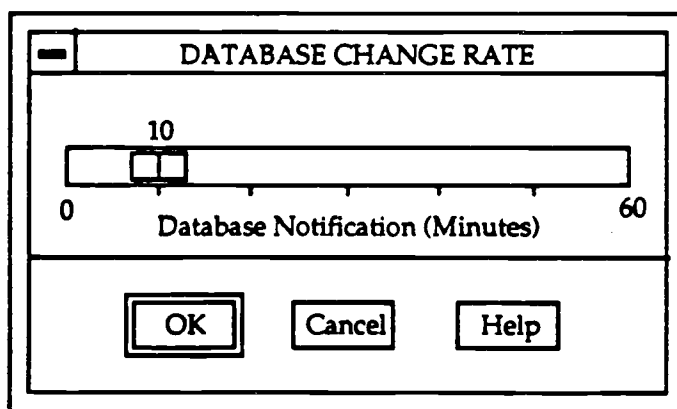 DATABASE CHANGE RATE
10
0 60
Database Notification (Minutes)
OK Cancel Help